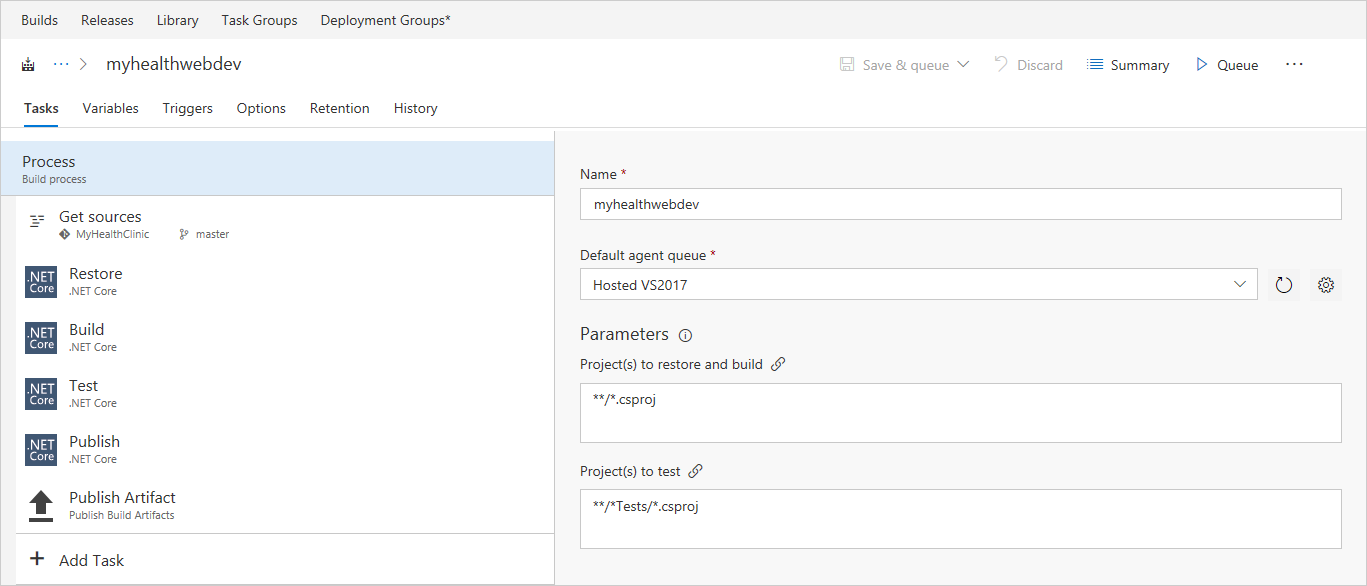 Builds Releases Library Task Groups Deployment Groups*
··· > myhealthwebdev Save & queue Discard Summary Queue ···
Tasks Variables Triggers Options Retention History
Process
Build process
Get sources
MyHealthClinic master
.NET Core Restore
.NET Core
.NET Core Build
.NET Core
.NET Core Test
.NET Core
.NET Core Publish
.NET Core
Publish Artifact
Publish Build Artifacts
+ Add Task
Name *
myhealthwebdev
Default agent queue *
Hosted VS2017
Parameters
Project(s) to restore and build
**/*.csproj
Project(s) to test
**/*Tests/*.csproj